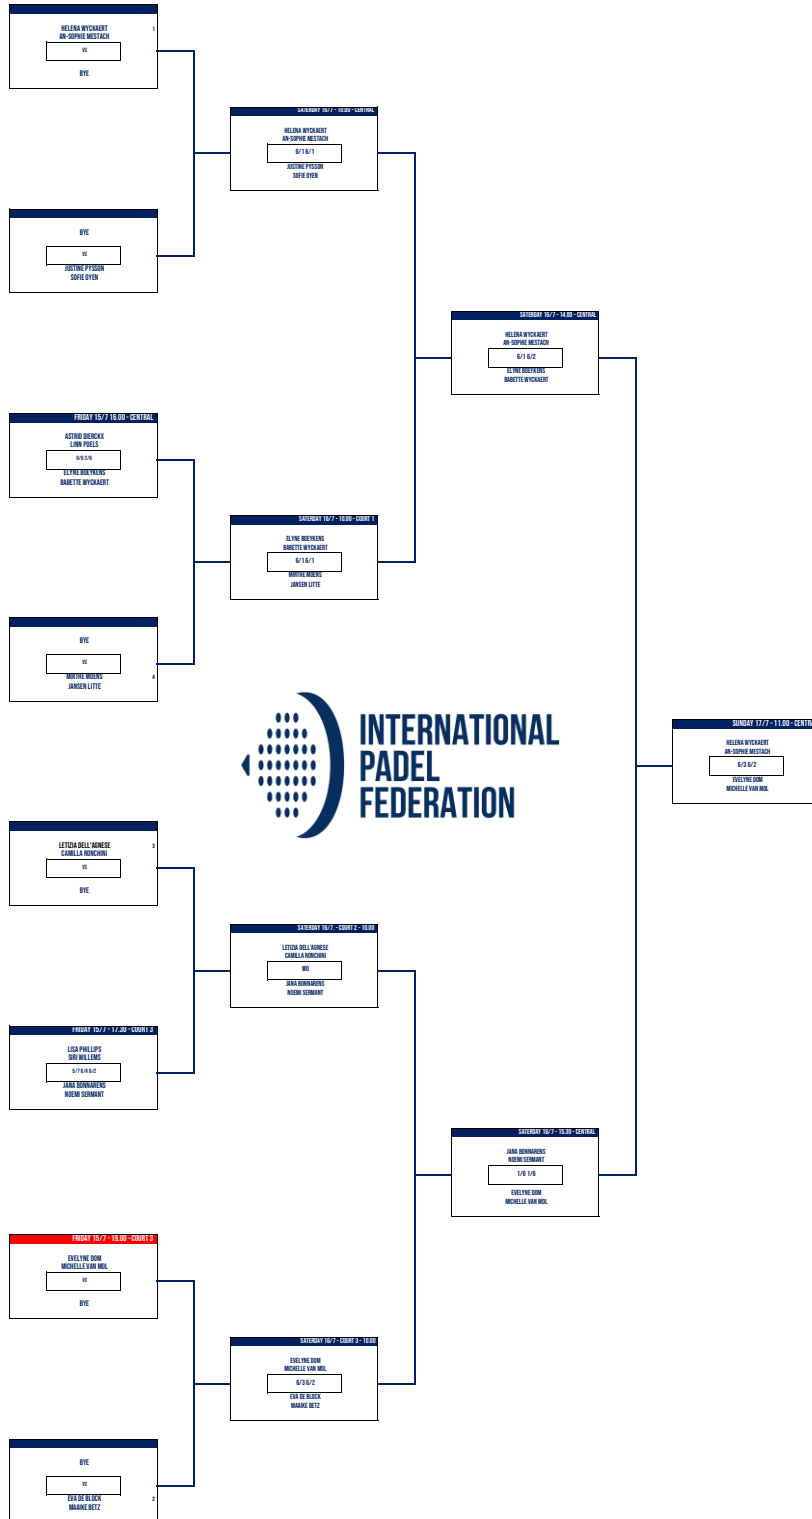 HELENA WYCKAERT 1
AN-SOPHIE MESTACH
VS
BYE
BYE
VS
JUSTINE PYSSON
SOFIE OYEN
FRIDAY 15/7 16.00 - CENTRAL
ASTRID DIERCKX
LINN POELS
0/6 2/6
ELYNE BOEYKENS
BABETTE WYCKAERT
BYE
VS
MIRTHE MOENS 4
JANSEN LITTE
LETIZIA DELL'AGNESE 3
CAMILLA RONCHINI
VS
BYE
FRIDAY 15/7 - 17.30 - COURT 3
LISA PHILLIPS
SIRI WILLEMS
5/7 6/4 6/2
JANA BONNARENS
NOEMI SERMANT
FRIDAY 15/7 - 19.00 - COURT 3
EVELYNE DOM
MICHELLE VAN MOL
VS
BYE
BYE
VS
EVA DE BLOCK 2
MAAIKE BETZ
SATERDAY 16/7 - 10.00 - CENTRAL
HELENA WYCKAERT
AN-SOPHIE MESTACH
6/1 6/1
JUSTINE PYSSON
SOFIE OYEN
SATERDAY 16/7 - 10.00 - COURT 1
ELYNE BOEYKENS
BABETTE WYCKAERT
6/1 6/1
MIRTHE MOENS
JANSEN LITTE
SATERDAY 16/7. - COURT 2 - 10.00
LETIZIA DELL'AGNESE
CAMILLA RONCHINI
WO
JANA BONNARENS
NOEMI SERMANT
SATERDAY 16/7 - COURT 3 - 10.00
EVELYNE DOM
MICHELLE VAN MOL
6/3 6/2
EVA DE BLOCK
MAAIKE BETZ
SATERDAY 16/7 - 14.00 - CENTRAL
HELENA WYCKAERT
AN-SOPHIE MESTACH
6/1 6/2
ELYNE BOEYKENS
BABETTE WYCKAERT
SATERDAY 16/7 - 15.30 - CENTRAL
JANA BONNARENS
NOEMI SERMANT
1/6 1/6
EVELYNE DOM
MICHELLE VAN MOL
INTERNATIONAL
PADEL
FEDERATION
SUNDAY 17/7 - 11.00 - CENTRA
HELENA WYCKAERT
AN-SOPHIE MESTACH
6/3 6/2
EVELYNE DOM
MICHELLE VAN MOL